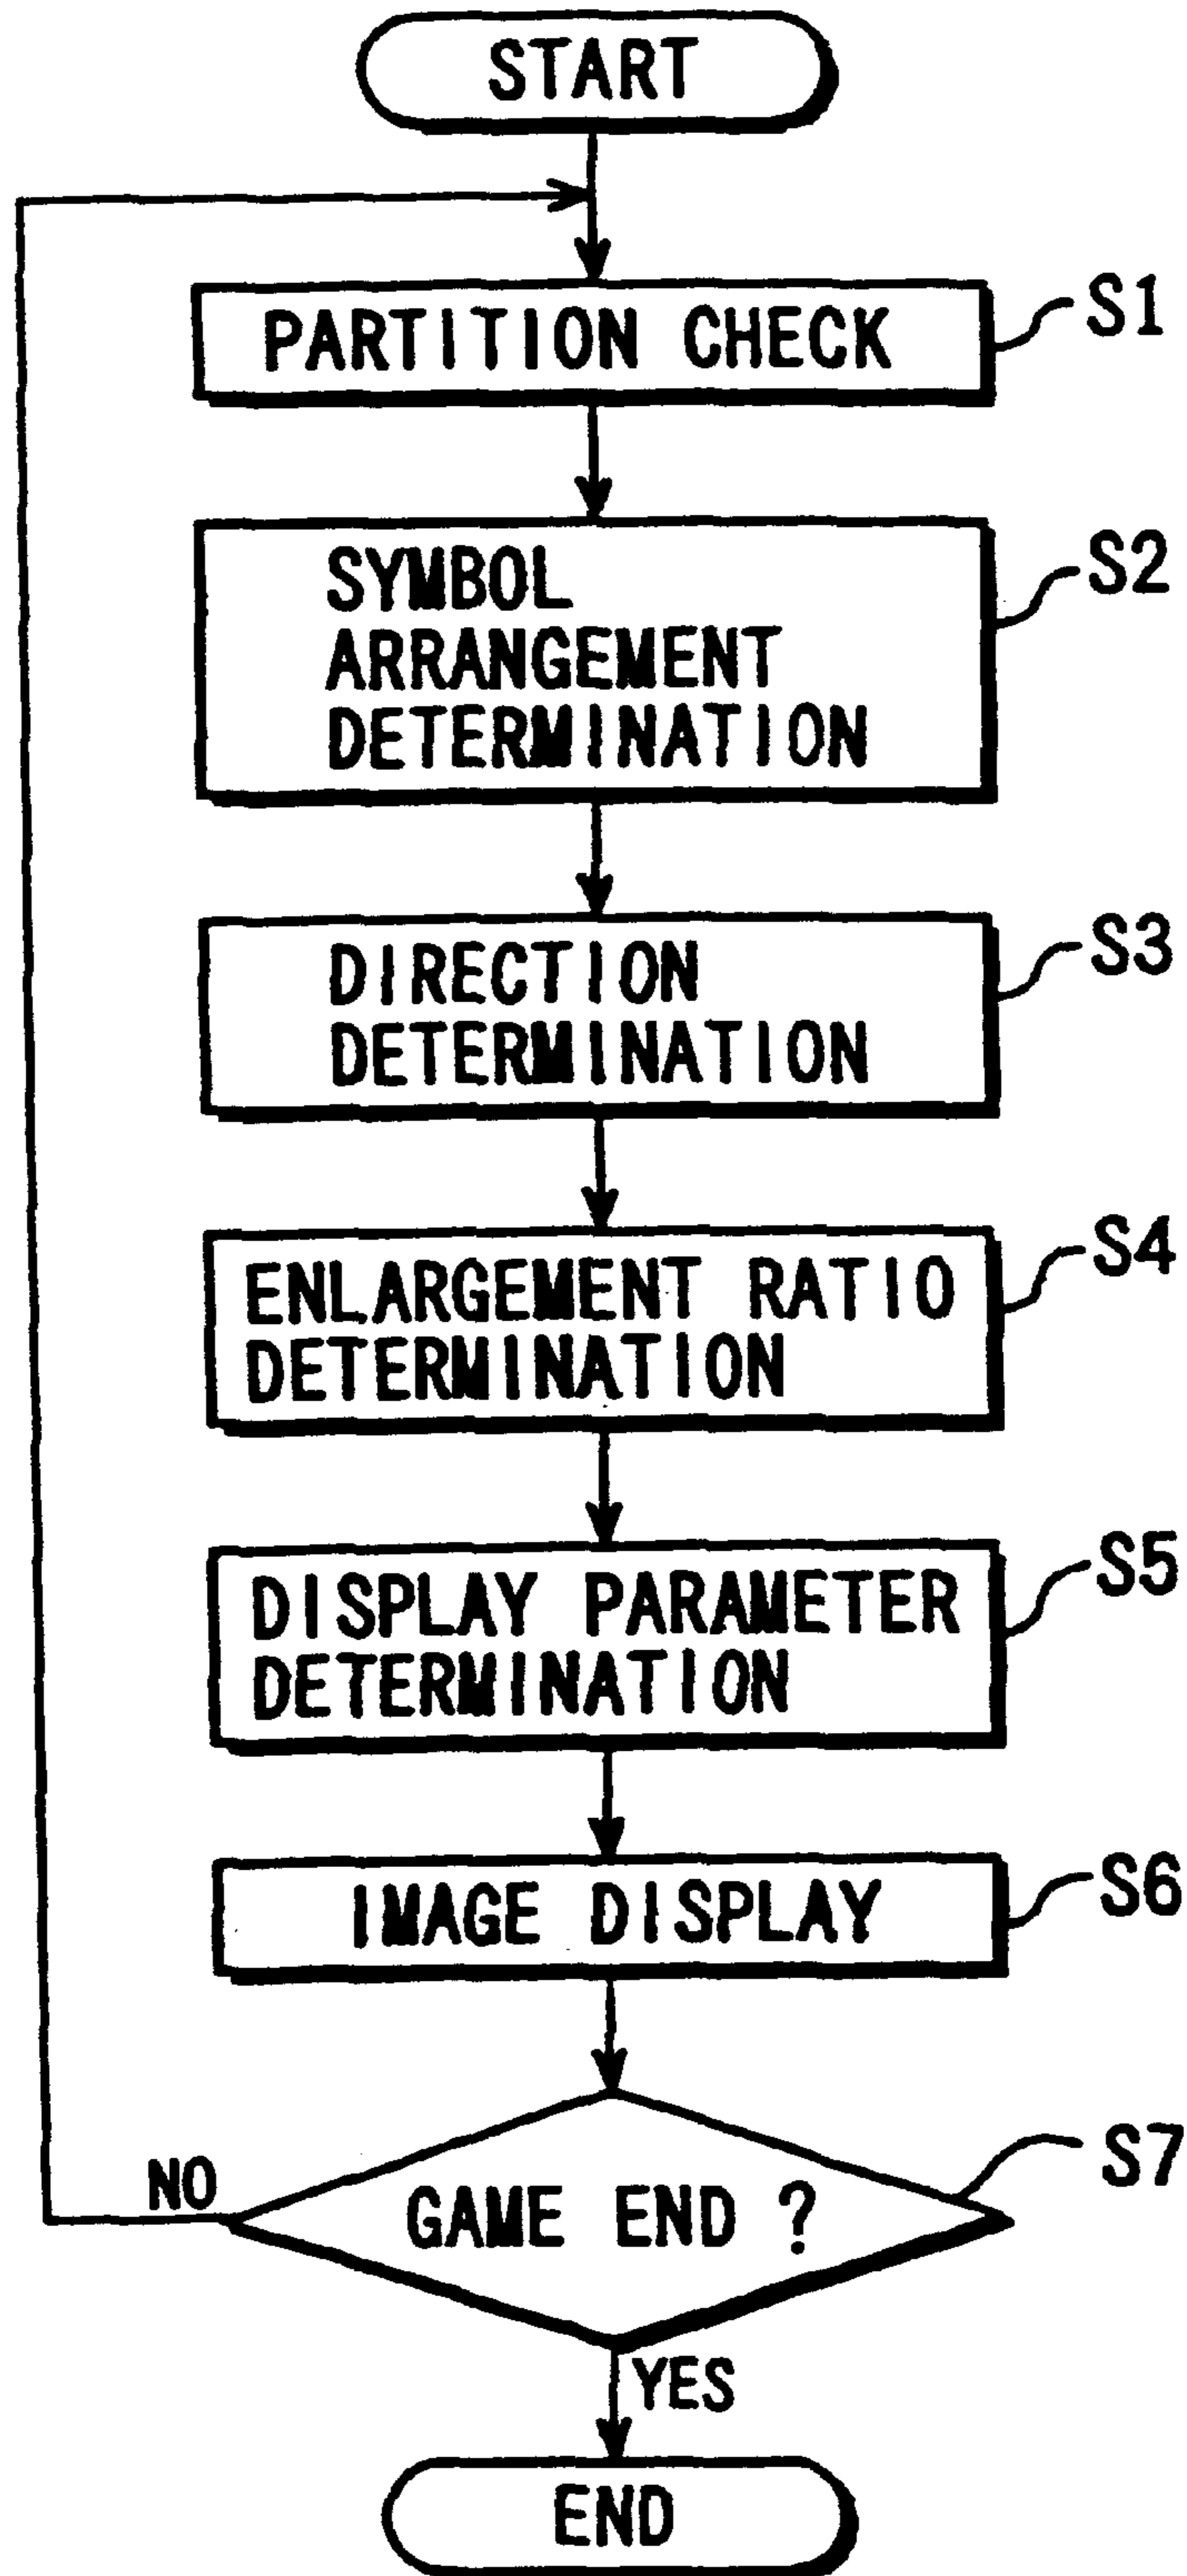 START
PARTITION CHECK
S1
SYMBOL
ARRANGEMENT
DETERMINATION
S2
DIRECTION
DETERMINATION
S3
ENLARGEMENT RATIO
DETERMINATION
S4
DISPLAY PARAMETER
DETERMINATION
S5
IMAGE DISPLAY
S6
GAME END ?
S7
NO
YES
END